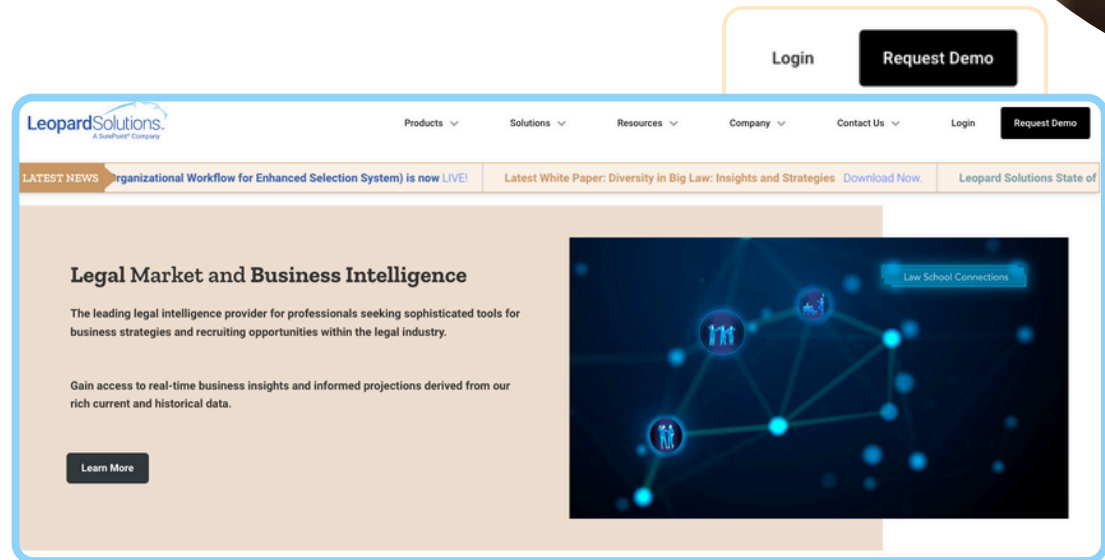 Login Request Demo
LeopardSolutions™
A SurePoint® Company
Products Solutions Resources Company Contact Us Login Request Demo
LATEST NEWS rganizational Workflow for Enhanced Selection System) is now LIVE! Latest White Paper: Diversity in Big Law: Insights and Strategies Download Now. Leopard Solutions State of
Law School Connections
Legal Market and Business Intelligence
The leading legal intelligence provider for professionals seeking sophisticated tools for
business strategies and recruiting opportunities within the legal industry.
Gain access to real-time business insights and informed projections derived from our
rich current and historical data.
Learn More